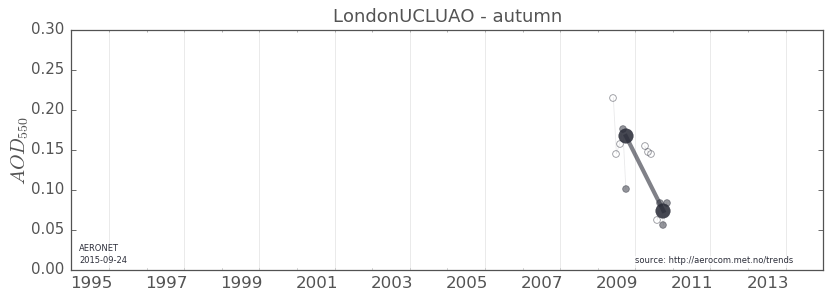 LondonUCLUAO - autumn
0.30
0.25
0.20
0.15
0.10
0.05
0.00
AOD550
AERONET
2015-09-24
source: http://aerocom.met.no/trends
1995 1997 1999 2001 2003 2005 2007 2009 2011 2013